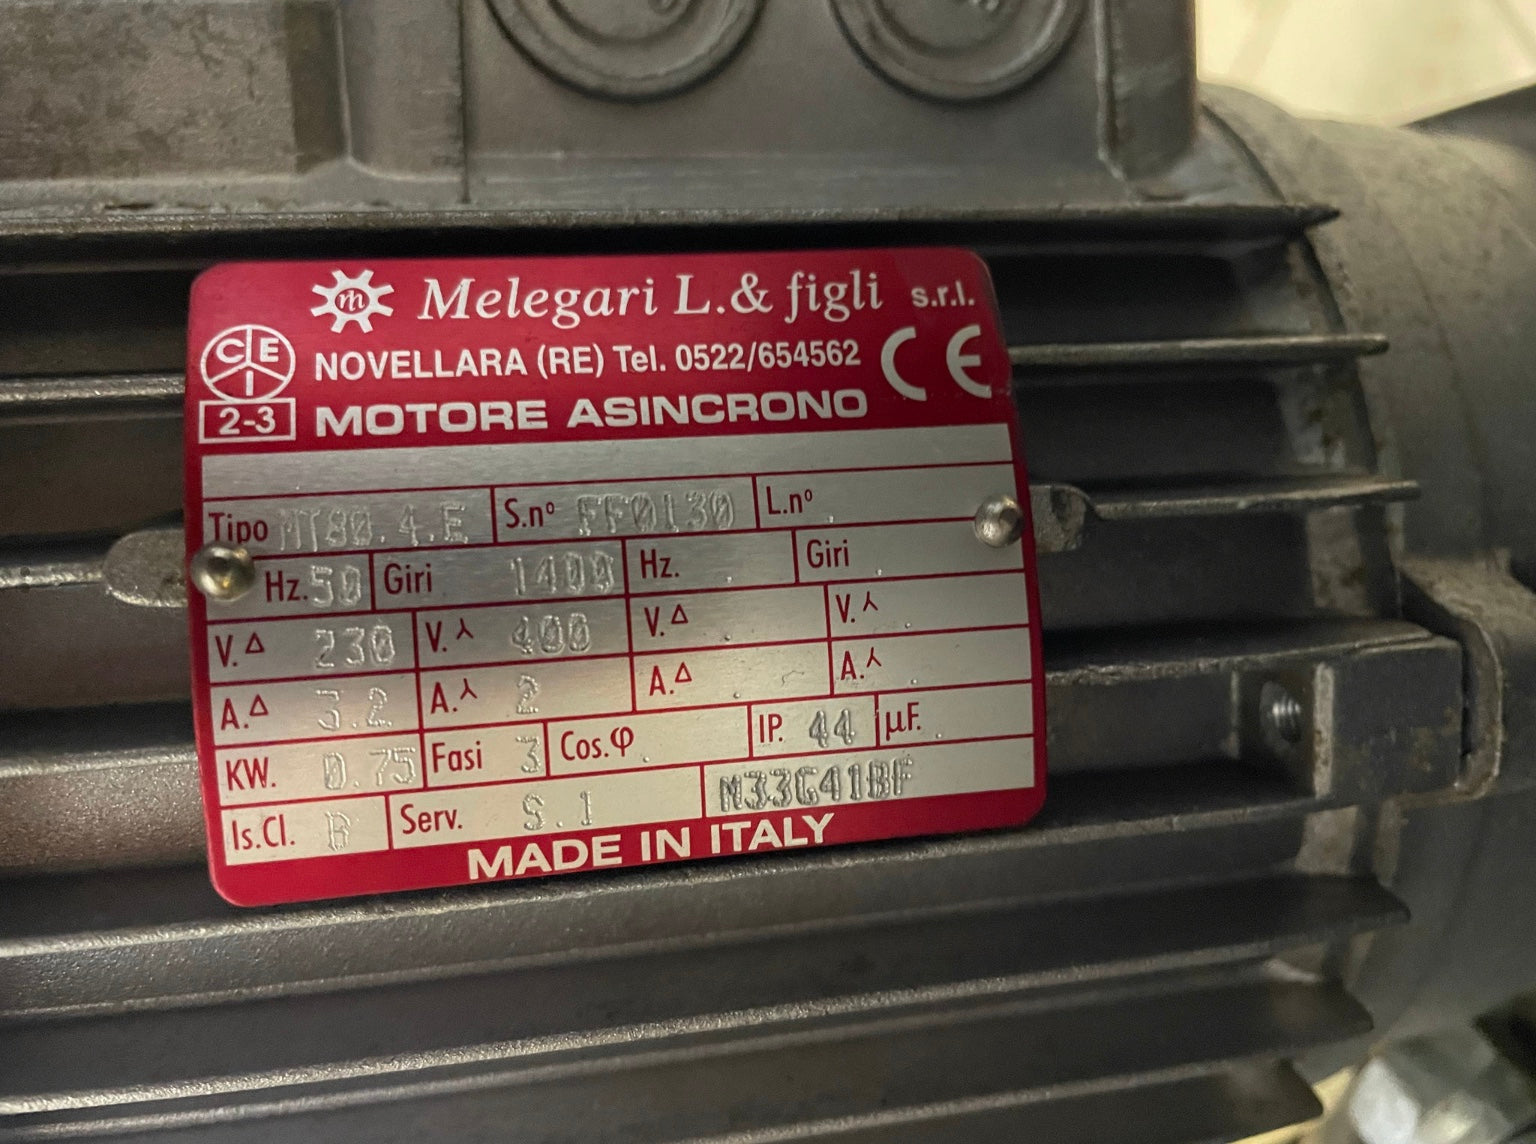 m Melegari L.& figli s.r.l.
CEI NOVELLARA (RE) Tel. 0522/654562 CE
2-3 MOTORE ASINCRONO
Tipo MT80.4.E S.n° FF0130 L.n°
Hz. 50 Giri 1400 Hz. Giri
V.Δ 230 V.⅄ 400 V.Δ V.⅄
A.Δ 3.2 A.⅄ 2 A.Δ A.⅄
KW. 0.75 Fasi 3 Cos.φ IP. 44 µF.
Is.Cl. B Serv. S.1 N33G41BF
MADE IN ITALY